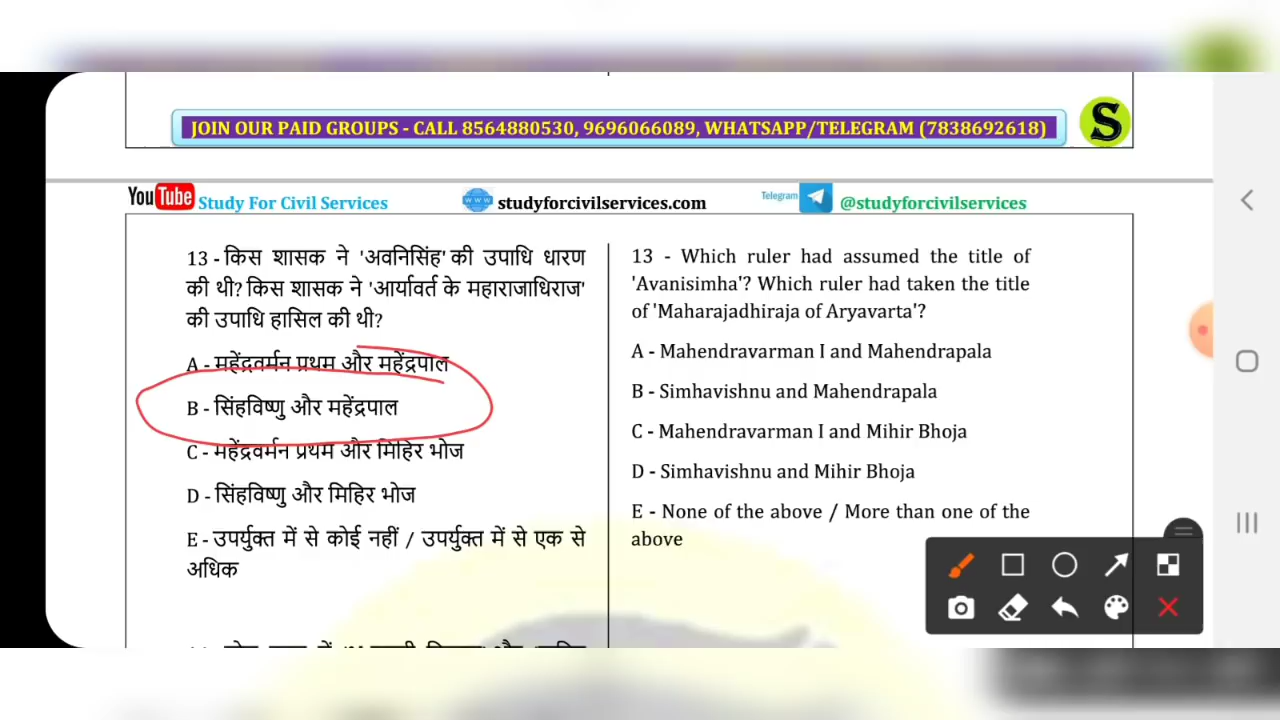 JOIN OUR PAID GROUPS - CALL 8564880530, 9696066089, WHATSAPP/TELEGRAM (7838692618)
S
YouTube Study For Civil Services
WWW studyforcivilservices.com
Telegram @studyforcivilservices
13 - किस शासक ने 'अवनिसिंह' की उपाधि धारण
की थी? किस शासक ने 'आर्यावर्त के महाराजाधिराज'
की उपाधि हासिल की थी?
A - महेंद्रवर्मन प्रथम और महेंद्रपाल
B - सिंहविष्णु और महेंद्रपाल
C - महेंद्रवर्मन प्रथम और मिहिर भोज
D - सिंहविष्णु और मिहिर भोज
E - उपर्युक्त में से कोई नहीं / उपर्युक्त में से एक से
अधिक
13 - Which ruler had assumed the title of
'Avanisimha'? Which ruler had taken the title
of 'Maharajadhiraja of Aryavarta'?
A - Mahendravarman I and Mahendrapala
B - Simhavishnu and Mahendrapala
C - Mahendravarman I and Mihir Bhoja
D - Simhavishnu and Mihir Bhoja
E - None of the above / More than one of the
above